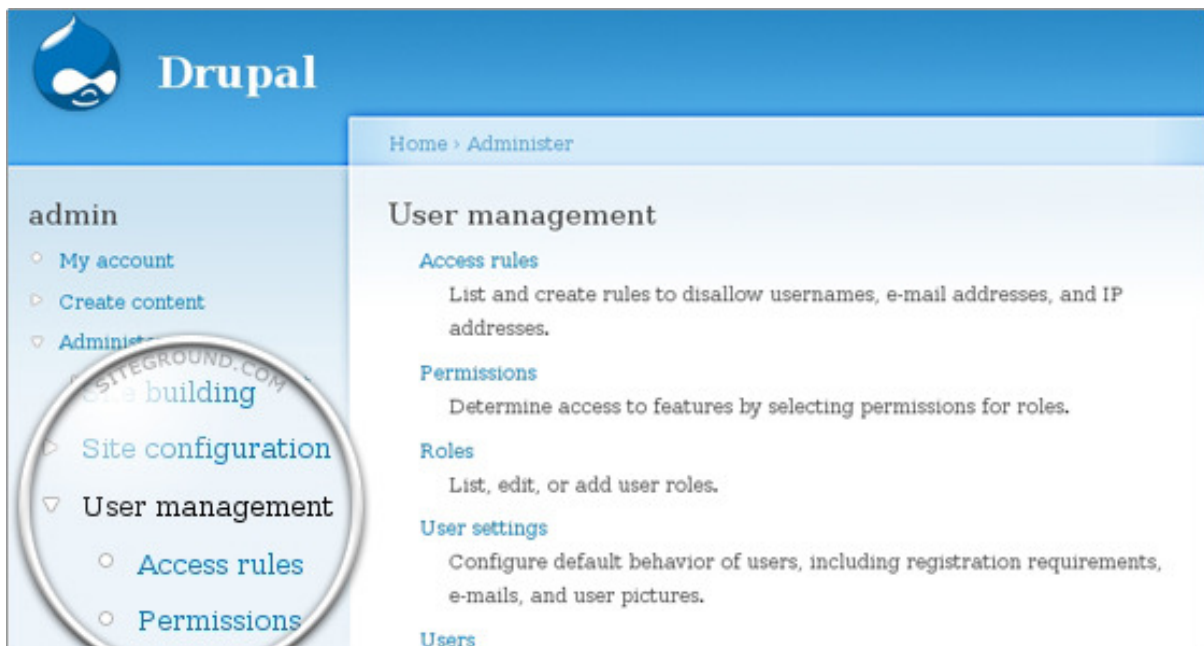 Drupal
Home › Administer
admin
My account
Create content
Administer
SITEGROUND.COM
Site building
Site configuration
User management
Access rules
Permissions
User management
Access rules
List and create rules to disallow usernames, e-mail addresses, and IP
addresses.
Permissions
Determine access to features by selecting permissions for roles.
Roles
List, edit, or add user roles.
User settings
Configure default behavior of users, including registration requirements,
e-mails, and user pictures.
Users